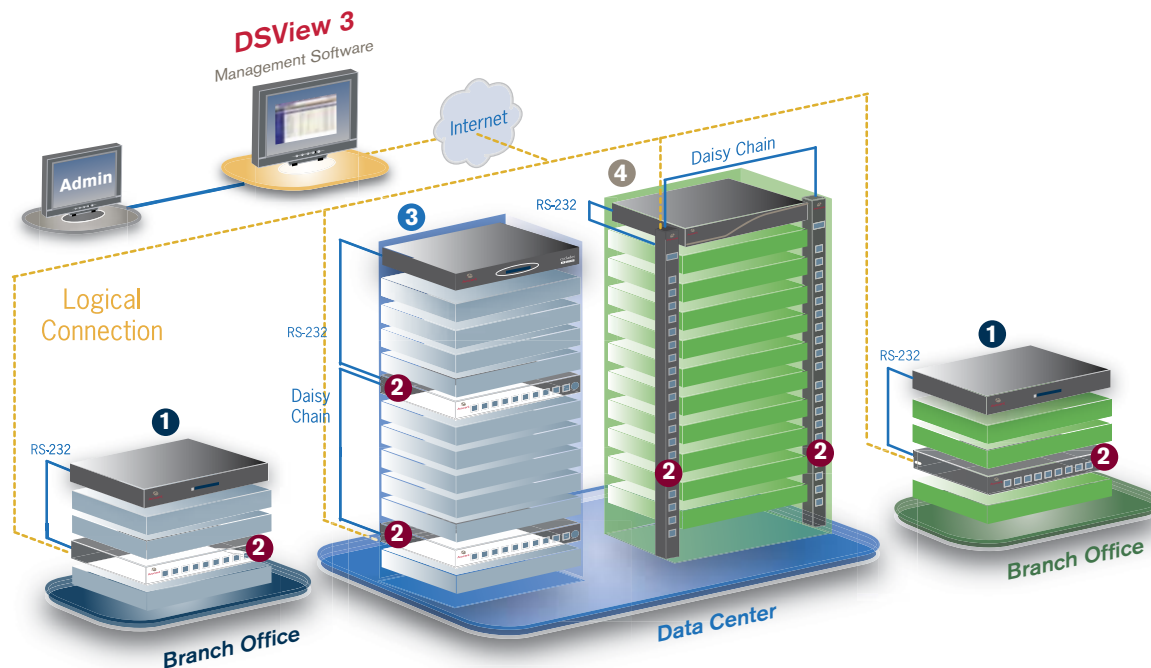 DSView 3
Management Software
Internet
Admin
Daisy Chain
4
RS-232
3
Logical
Connection
RS-232
1
RS-232
2
Daisy
Chain
1
RS-232
2
2
2
2
2
2
Branch Office
Data Center
Branch Office